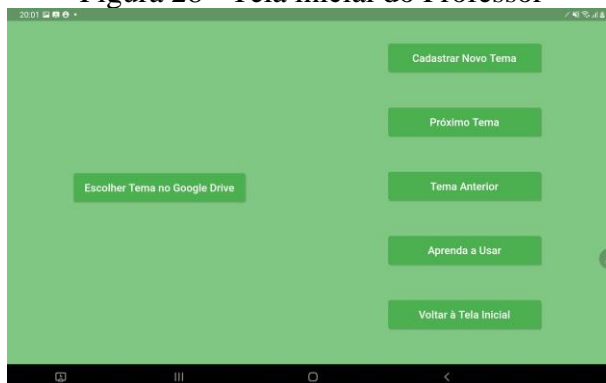 Figura 28 - Tela Inicial do Professor
20:01
Cadastrar Novo Tema
Próximo Tema
Escolher Tema no Google Drive
Tema Anterior
Aprenda a Usar
Voltar à Tela Inicial